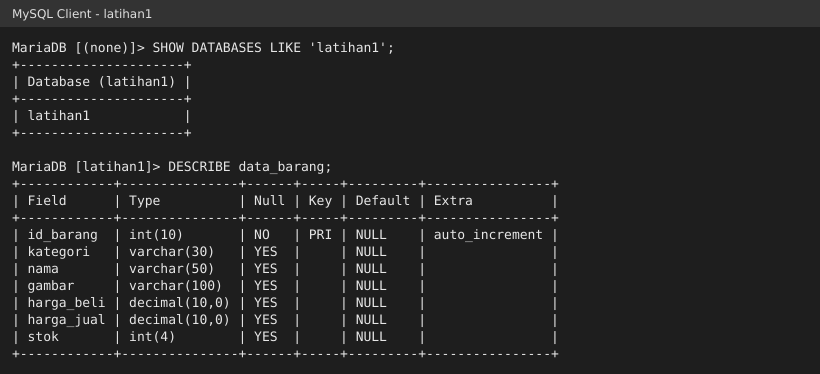 MySQL Client - latihan1
MariaDB [(none)]> SHOW DATABASES LIKE 'latihan1';
+---------------------+
| Database (latihan1) |
+---------------------+
| latihan1            |
+---------------------+
MariaDB [latihan1]> DESCRIBE data_barang;
+------------+---------------+------+-----+---------+----------------+
| Field      | Type          | Null | Key | Default | Extra          |
+------------+---------------+------+-----+---------+----------------+
| id_barang  | int(10)       | NO   | PRI | NULL    | auto_increment |
| kategori   | varchar(30)   | YES  |     | NULL    |                |
| nama       | varchar(50)   | YES  |     | NULL    |                |
| gambar     | varchar(100)  | YES  |     | NULL    |                |
| harga_beli | decimal(10,0) | YES  |     | NULL    |                |
| harga_jual | decimal(10,0) | YES  |     | NULL    |                |
| stok       | int(4)        | YES  |     | NULL    |                |
+------------+---------------+------+-----+---------+----------------+